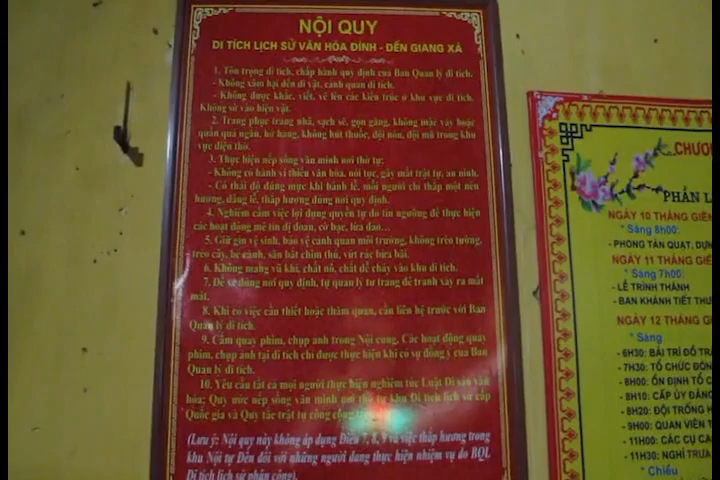 NỘI QUY
DI TÍCH LỊCH SỬ VĂN HÓA ĐÌNH - ĐỀN GIANG XÁ
1. Tôn trọng di tích, chấp hành quy định của Ban Quản lý di tích.
- Không xâm hại đến di vật, cảnh quan di tích.
- Không được khắc, viết, vẽ lên các kiến trúc ở khu vực di tích.
Không sờ vào hiện vật.
2. Trang phục trang nhã, sạch sẽ, gọn gàng, không mặc váy hoặc
quần quá ngắn, hở hang, không hút thuốc, đội nón, đội mũ trong khu
vực điện thờ.
3. Thực hiện nếp sống văn minh nơi thờ tự:
- Không có hành vi thiếu văn hóa, nói tục, gây mất trật tự, an ninh.
- Có thái độ đúng mực khi hành lễ, mỗi người chỉ thắp một nén
hương, dâng lễ, thắp hương đúng nơi quy định.
4. Nghiêm cấm việc lợi dụng quyền tự do tín ngưỡng để thực hiện
các hoạt động mê tín dị đoan, cờ bạc, lừa đảo...
5. Giữ gìn vệ sinh, bảo vệ cảnh quan môi trường, không trèo tường,
trèo cây, bẻ cành, săn bắt chim thú, vứt rác bừa bãi.
6. Không mang vũ khí, chất nổ, chất dễ cháy vào khu di tích.
7. Để xe đúng nơi quy định, tự quản lý tư trang để tránh xảy ra mất
mát.
8. Khi có việc cần thiết hoặc thăm quan, cần liên hệ trước với Ban
Quản lý di tích.
9. Cấm quay phim, chụp ảnh trong Nội cung. Các hoạt động quay
phim, chụp ảnh tại di tích chỉ được thực hiện khi có sự đồng ý của Ban
Quản lý di tích.
10. Yêu cầu tất cả mọi người thực hiện nghiêm túc Luật Di sản văn
hóa; Quy ước nếp sống văn minh nơi thờ tự Di tích lịch sử cấp
Quốc gia và Quy tắc trật tự công cộng
(Lưu ý: Nội quy này không áp dụng Điều 7, 8, 9 và việc thắp hương trong
khu Nội tự Đền đối với những người đang thực hiện nhiệm vụ do BQL
Di tích lịch sử phân công).
CHƯƠ
PHẦN L
NGÀY 10 THÁNG GIÊN
* Sáng 8h00:
- PHONG TÀN QUẠT, DỰN
NGÀY 11 THÁNG GIÊ
* Sáng 7h00:
- LỄ TRÌNH THÁNH
- BAN KHÁNH TIẾT THƯ
NGÀY 12 THÁNG G
* Sáng
- 6H30: BÀI TRÍ ĐỒ TR
- 7H30: TỔ CHỨC ĐÓN
- 8H00: ỔN ĐỊNH TỔ C
- 8H10: CẤP ỦY ĐẢNG
- 8H20: ĐỘI TRỐNG H
- 9H00: QUAN VIÊN T
- 11H00: CÁC CỤ CA
- 11H30: NGHỈ TRƯA
* Chiều